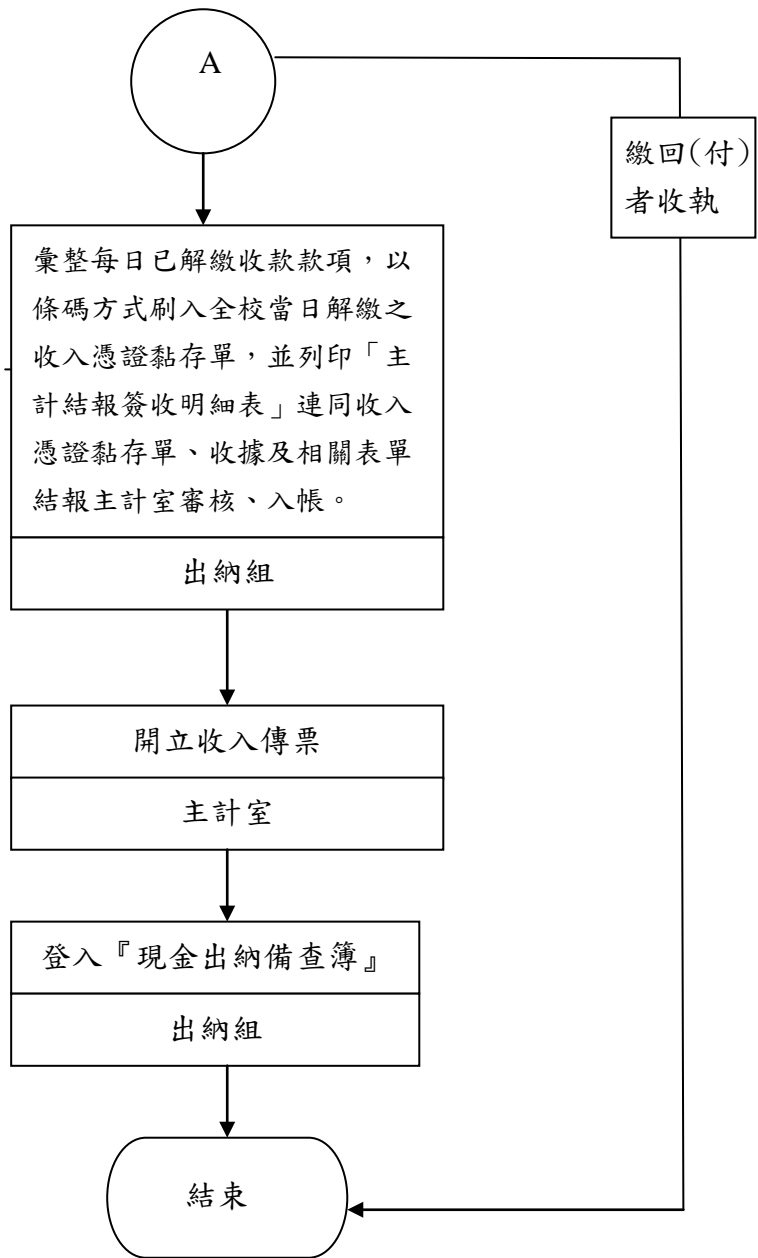 A
繳回(付)
者收執
彙整每日已解繳收款款項，以
條碼方式刷入全校當日解繳之
收入憑證黏存單，並列印「主
計結報簽收明細表」連同收入
憑證黏存單、收據及相關表單
結報主計室審核、入帳。
出納組
開立收入傳票
主計室
登入『現金出納備查簿』
出納組
結束